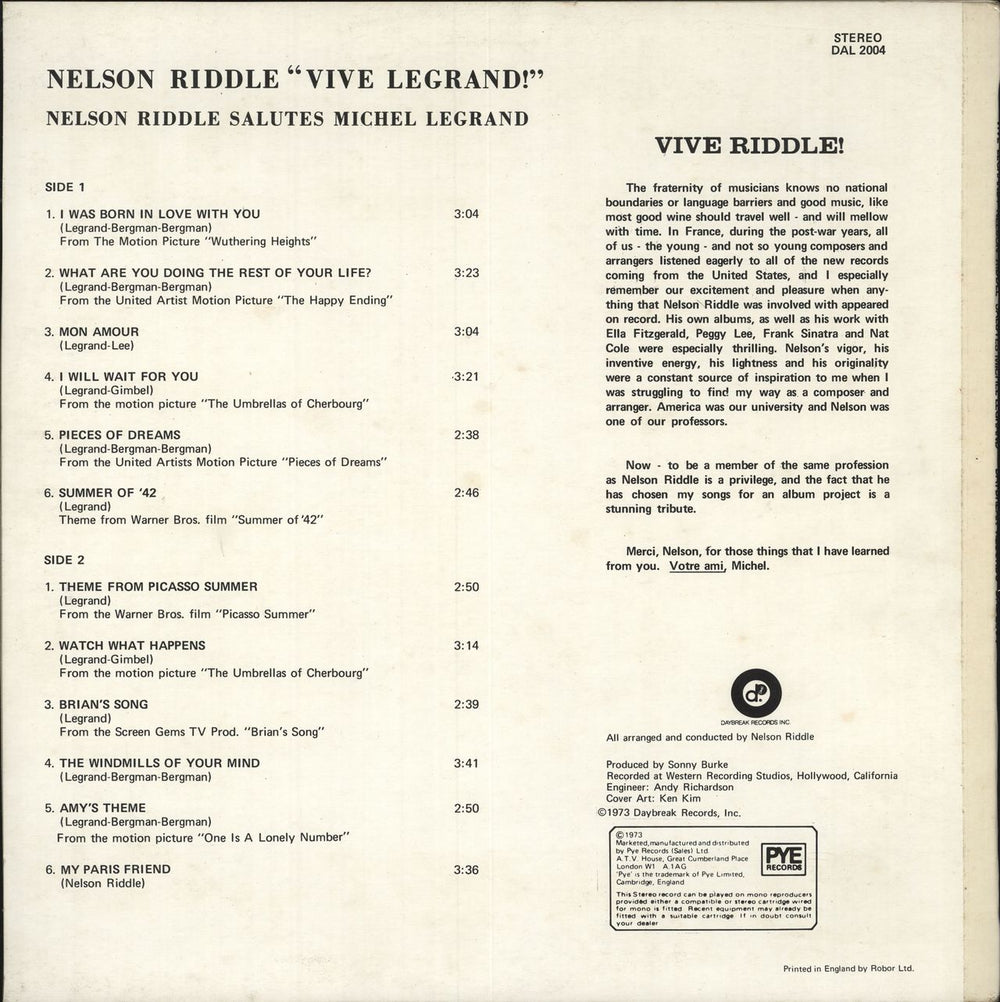 STEREO
DAL 2004
NELSON RIDDLE “VIVE LEGRAND!”
NELSON RIDDLE SALUTES MICHEL LEGRAND
SIDE 1
1. I WAS BORN IN LOVE WITH YOU 3:04
(Legrand-Bergman-Bergman)
From The Motion Picture “Wuthering Heights”
2. WHAT ARE YOU DOING THE REST OF YOUR LIFE? 3:23
(Legrand-Bergman-Bergman)
From the United Artist Motion Picture “The Happy Ending”
3. MON AMOUR 3:04
(Legrand-Lee)
4. I WILL WAIT FOR YOU 3:21
(Legrand-Gimbel)
From the motion picture “The Umbrellas of Cherbourg”
5. PIECES OF DREAMS 2:38
(Legrand-Bergman-Bergman)
From the United Artists Motion Picture “Pieces of Dreams”
6. SUMMER OF ’42 2:46
(Legrand)
Theme from Warner Bros. film “Summer of ’42”
SIDE 2
1. THEME FROM PICASSO SUMMER 2:50
(Legrand)
From the Warner Bros. film “Picasso Summer”
2. WATCH WHAT HAPPENS 3:14
(Legrand-Gimbel)
From the motion picture “The Umbrellas of Cherbourg”
3. BRIAN’S SONG 2:39
(Legrand)
From the Screen Gems TV Prod. “Brian’s Song”
4. THE WINDMILLS OF YOUR MIND 3:41
(Legrand-Bergman-Bergman)
5. AMY’S THEME 2:50
(Legrand-Bergman-Bergman)
From the motion picture “One Is A Lonely Number”
6. MY PARIS FRIEND 3:36
(Nelson Riddle)
VIVE RIDDLE!
The fraternity of musicians knows no national
boundaries or language barriers and good music, like
most good wine should travel well - and will mellow
with time. In France, during the post-war years, all
of us - the young - and not so young composers and
arrangers listened eagerly to all of the new records
coming from the United States, and I especially
remember our excitement and pleasure when any-
thing that Nelson Riddle was involved with appeared
on record. His own albums, as well as his work with
Ella Fitzgerald, Peggy Lee, Frank Sinatra and Nat
Cole were especially thrilling. Nelson’s vigor, his
inventive energy, his lightness and his originality
were a constant source of inspiration to me when I
was struggling to find my way as a composer and
arranger. America was our university and Nelson was
one of our professors.
Now - to be a member of the same profession
as Nelson Riddle is a privilege, and the fact that he
has chosen my songs for an album project is a
stunning tribute.
Merci, Nelson, for those things that I have learned
from you. Votre ami, Michel.
dp
DAYBREAK RECORDS INC.
All arranged and conducted by Nelson Riddle
Produced by Sonny Burke
Recorded at Western Recording Studios, Hollywood, California
Engineer: Andy Richardson
Cover Art: Ken Kim
©1973 Daybreak Records, Inc.
©1973
Marketed, manufactured and distributed
by Pye Records (Sales) Ltd.
A.T.V. House, Great Cumberland Place
London W1 A.1AG
‘Pye’ is the trademark of Pye Limited,
Cambridge, England
PYE
RECORDS
This Stereo record can be played on mono reproducers
provided either a compatible or stereo cartridge wired
for mono is fitted. Recent equipment may already be
fitted with a suitable cartridge. If in doubt consult
your dealer
Printed in England by Robor Ltd.